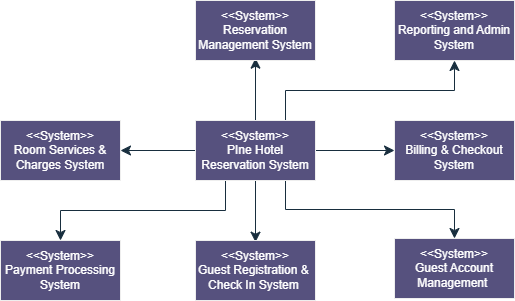 <<System>>
Reservation
Management System
<<System>>
Reporting and Admin
System
<<System>>
Room Services &
Charges System
<<System>>
PIne Hotel
Reservation System
<<System>>
Billing & Checkout
System
<<System>>
Payment Processing
System
<<System>>
Guest Registration &
Check In System
<<System>>
Guest Account
Management